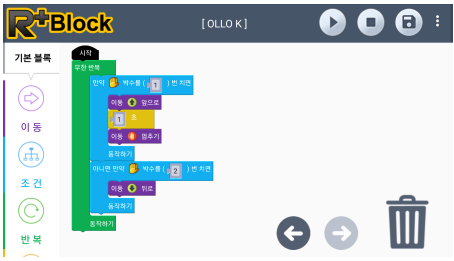 R+Block
[ OLLO K ]
기본 블록
이 동
조 건
반 복
시작
무한 반복
만약 박수를 ( 1 ) 번 치면
이동 앞으로
1 초
이동 멈추기
동작하기
아니면 만약 박수를 ( 2 ) 번 치면
이동 뒤로
동작하기
동작하기